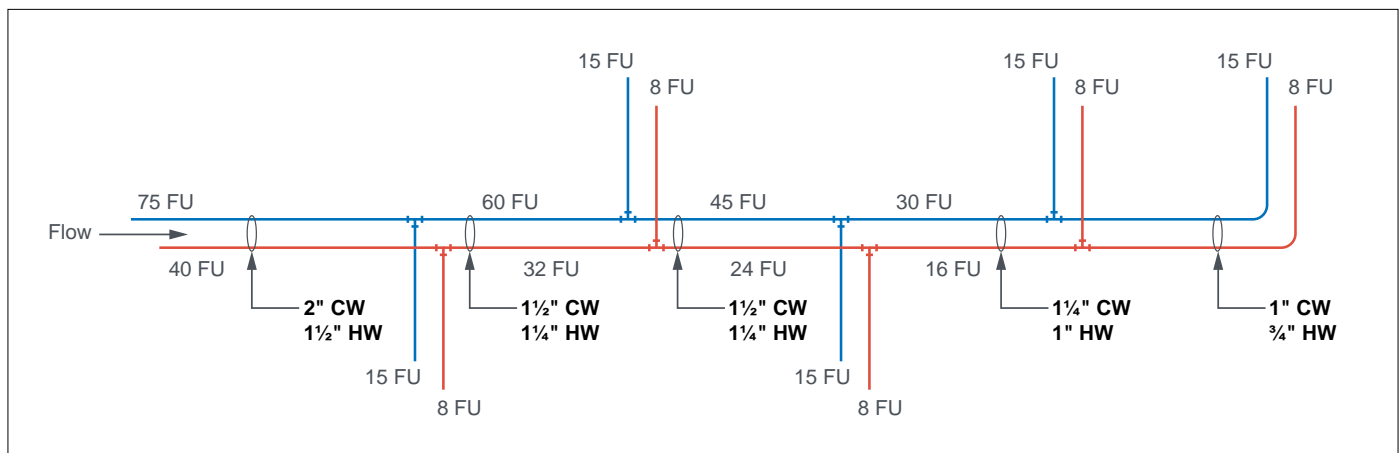 15 FU
15 FU
15 FU
8 FU
8 FU
8 FU
75 FU
60 FU
45 FU
30 FU
Flow
40 FU
32 FU
24 FU
16 FU
2" CW
1½" HW
1½" CW
1¼" HW
1½" CW
1¼" HW
1¼" CW
1" HW
1" CW
¾" HW
15 FU
15 FU
8 FU
8 FU